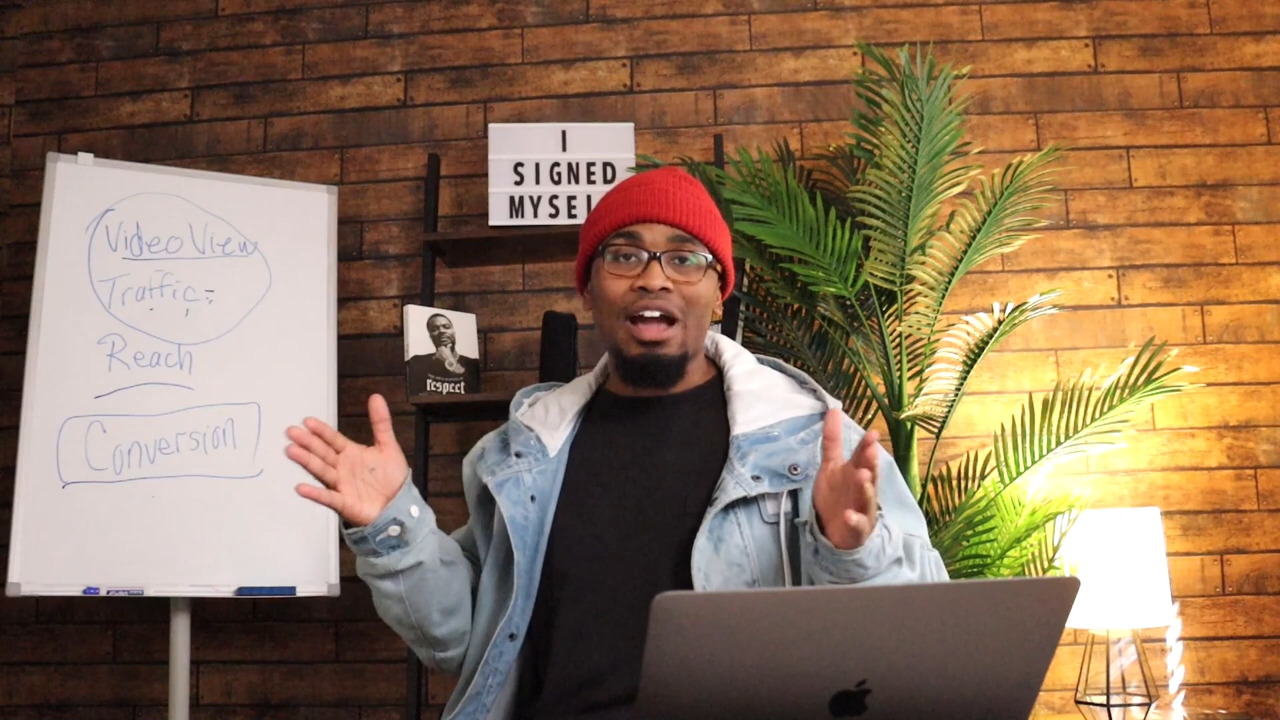 Video View
Traffic
Reach
Conversion
I
SIGNED
respect